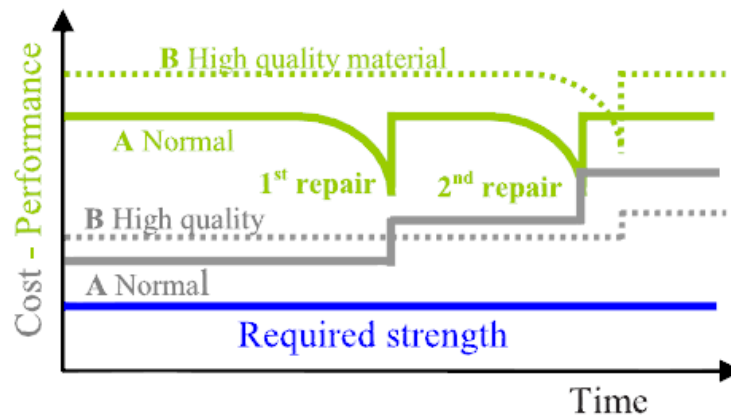 Cost - Performance
B High quality material
A Normal
1st repair
2nd repair
B High quality
A Normal
Required strength
Time